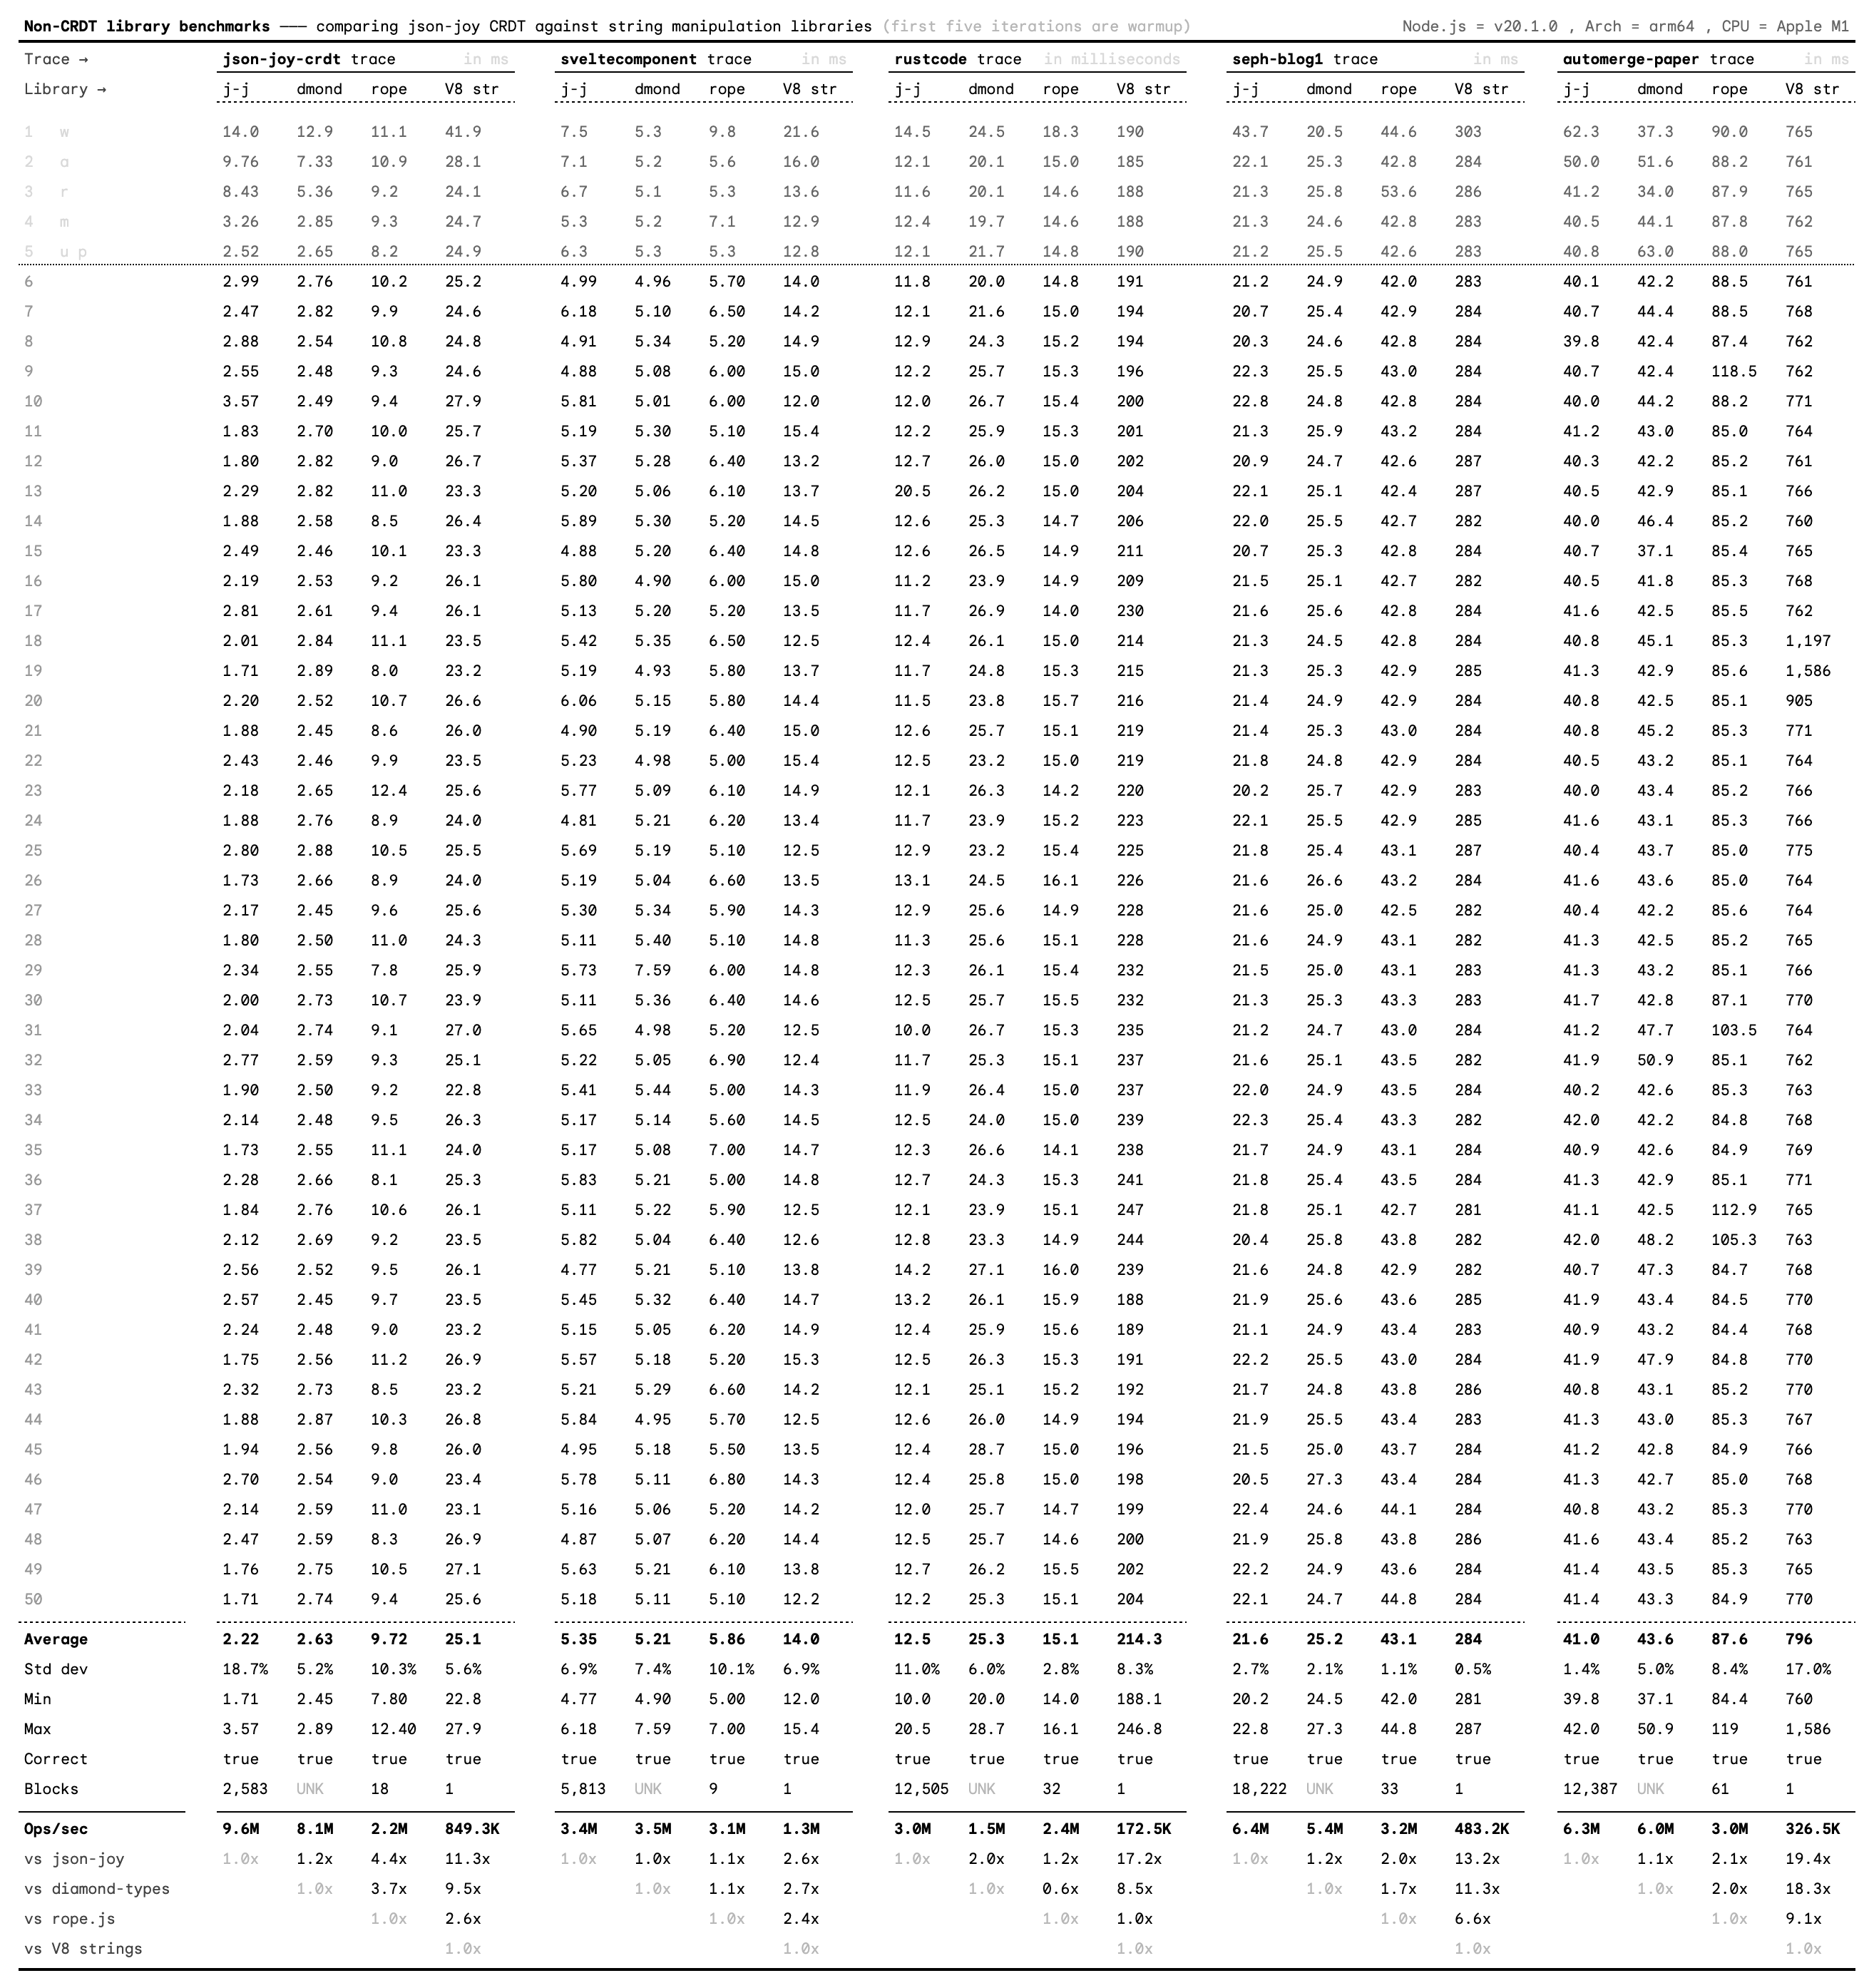 Non-CRDT library benchmarks —— comparing json-joy CRDT against string manipulation libraries (first five iterations are warmup) Node.js = v20.1.0 , Arch = arm64 , CPU = Apple M1
Trace → json-joy-crdt trace in ms sveltecomponent trace in ms rustcode trace in milliseconds seph-blog1 trace in ms automerge-paper trace in ms
Library → j-j dmond rope V8 str j-j dmond rope V8 str j-j dmond rope V8 str j-j dmond rope V8 str j-j dmond rope V8 str
1 w 14.0 12.9 11.1 41.9 7.5 5.3 9.8 21.6 14.5 24.5 18.3 190 43.7 20.5 44.6 303 62.3 37.3 90.0 765
2 a 9.76 7.33 10.9 28.1 7.1 5.2 5.6 16.0 12.1 20.1 15.0 185 22.1 25.3 42.8 284 50.0 51.6 88.2 761
3 r 8.43 5.36 9.2 24.1 6.7 5.1 5.3 13.6 11.6 20.1 14.6 188 21.3 25.8 53.6 286 41.2 34.0 87.9 765
4 m 3.26 2.85 9.3 24.7 5.3 5.2 7.1 12.9 12.4 19.7 14.6 188 21.3 24.6 42.8 283 40.5 44.1 87.8 762
5 u p 2.52 2.65 8.2 24.9 6.3 5.3 5.3 12.8 12.1 21.7 14.8 190 21.2 25.5 42.6 283 40.8 63.0 88.0 765
6 2.99 2.76 10.2 25.2 4.99 4.96 5.70 14.0 11.8 20.0 14.8 191 21.2 24.9 42.0 283 40.1 42.2 88.5 761
7 2.47 2.82 9.9 24.6 6.18 5.10 6.50 14.2 12.1 21.6 15.0 194 20.7 25.4 42.9 284 40.7 44.4 88.5 768
8 2.88 2.54 10.8 24.8 4.91 5.34 5.20 14.9 12.9 24.3 15.2 194 20.3 24.6 42.8 284 39.8 42.4 87.4 762
9 2.55 2.48 9.3 24.6 4.88 5.08 6.00 15.0 12.2 25.7 15.3 196 22.3 25.5 43.0 284 40.7 42.4 118.5 762
10 3.57 2.49 9.4 27.9 5.81 5.01 6.00 12.0 12.0 26.7 15.4 200 22.8 24.8 42.8 284 40.0 44.2 88.2 771
11 1.83 2.70 10.0 25.7 5.19 5.30 5.10 15.4 12.2 25.9 15.3 201 21.3 25.9 43.2 284 41.2 43.0 85.0 764
12 1.80 2.82 9.0 26.7 5.37 5.28 6.40 13.2 12.7 26.0 15.0 202 20.9 24.7 42.6 287 40.3 42.2 85.2 761
13 2.29 2.82 11.0 23.3 5.20 5.06 6.10 13.7 20.5 26.2 15.0 204 22.1 25.1 42.4 287 40.5 42.9 85.1 766
14 1.88 2.58 8.5 26.4 5.89 5.30 5.20 14.5 12.6 25.3 14.7 206 22.0 25.5 42.7 282 40.0 46.4 85.2 760
15 2.49 2.46 10.1 23.3 4.88 5.20 6.40 14.8 12.6 26.5 14.9 211 20.7 25.3 42.8 284 40.7 37.1 85.4 765
16 2.19 2.53 9.2 26.1 5.80 4.90 6.00 15.0 11.2 23.9 14.9 209 21.5 25.1 42.7 282 40.5 41.8 85.3 768
17 2.81 2.61 9.4 26.1 5.13 5.20 5.20 13.5 11.7 26.9 14.0 230 21.6 25.6 42.8 284 41.6 42.5 85.5 762
18 2.01 2.84 11.1 23.5 5.42 5.35 6.50 12.5 12.4 26.1 15.0 214 21.3 24.5 42.8 284 40.8 45.1 85.3 1,197
19 1.71 2.89 8.0 23.2 5.19 4.93 5.80 13.7 11.7 24.8 15.3 215 21.3 25.3 42.9 285 41.3 42.9 85.6 1,586
20 2.20 2.52 10.7 26.6 6.06 5.15 5.80 14.4 11.5 23.8 15.7 216 21.4 24.9 42.9 284 40.8 42.5 85.1 905
21 1.88 2.45 8.6 26.0 4.90 5.19 6.40 15.0 12.6 25.7 15.1 219 21.4 25.3 43.0 284 40.8 45.2 85.3 771
22 2.43 2.46 9.9 23.5 5.23 4.98 5.00 15.4 12.5 23.2 15.0 219 21.8 24.8 42.9 284 40.5 43.2 85.1 764
23 2.18 2.65 12.4 25.6 5.77 5.09 6.10 14.9 12.1 26.3 14.2 220 20.2 25.7 42.9 283 40.0 43.4 85.2 766
24 1.88 2.76 8.9 24.0 4.81 5.21 6.20 13.4 11.7 23.9 15.2 223 22.1 25.5 42.9 285 41.6 43.1 85.3 766
25 2.80 2.88 10.5 25.5 5.69 5.19 5.10 12.5 12.9 23.2 15.4 225 21.8 25.4 43.1 287 40.4 43.7 85.0 775
26 1.73 2.66 8.9 24.0 5.19 5.04 6.60 13.5 13.1 24.5 16.1 226 21.6 26.6 43.2 284 41.6 43.6 85.0 764
27 2.17 2.45 9.6 25.6 5.30 5.34 5.90 14.3 12.9 25.6 14.9 228 21.6 25.0 42.5 282 40.4 42.2 85.6 764
28 1.80 2.50 11.0 24.3 5.11 5.40 5.10 14.8 11.3 25.6 15.1 228 21.6 24.9 43.1 282 41.3 42.5 85.2 765
29 2.34 2.55 7.8 25.9 5.73 7.59 6.00 14.8 12.3 26.1 15.4 232 21.5 25.0 43.1 283 41.3 43.2 85.1 766
30 2.00 2.73 10.7 23.9 5.11 5.36 6.40 14.6 12.5 25.7 15.5 232 21.3 25.3 43.3 283 41.7 42.8 87.1 770
31 2.04 2.74 9.1 27.0 5.65 4.98 5.20 12.5 10.0 26.7 15.3 235 21.2 24.7 43.0 284 41.2 47.7 103.5 764
32 2.77 2.59 9.3 25.1 5.22 5.05 6.90 12.4 11.7 25.3 15.1 237 21.6 25.1 43.5 282 41.9 50.9 85.1 762
33 1.90 2.50 9.2 22.8 5.41 5.44 5.00 14.3 11.9 26.4 15.0 237 22.0 24.9 43.5 284 40.2 42.6 85.3 763
34 2.14 2.48 9.5 26.3 5.17 5.14 5.60 14.5 12.5 24.0 15.0 239 22.3 25.4 43.3 282 42.0 42.2 84.8 768
35 1.73 2.55 11.1 24.0 5.17 5.08 7.00 14.7 12.3 26.6 14.1 238 21.7 24.9 43.1 284 40.9 42.6 84.9 769
36 2.28 2.66 8.1 25.3 5.83 5.21 5.00 14.8 12.7 24.3 15.3 241 21.8 25.4 43.5 284 41.3 42.9 85.1 771
37 1.84 2.76 10.6 26.1 5.11 5.22 5.90 12.5 12.1 23.9 15.1 247 21.8 25.1 42.7 281 41.1 42.5 112.9 765
38 2.12 2.69 9.2 23.5 5.82 5.04 6.40 12.6 12.8 23.3 14.9 244 20.4 25.8 43.8 282 42.0 48.2 105.3 763
39 2.56 2.52 9.5 26.1 4.77 5.21 5.10 13.8 14.2 27.1 16.0 239 21.6 24.8 42.9 282 40.7 47.3 84.7 768
40 2.57 2.45 9.7 23.5 5.45 5.32 6.40 14.7 13.2 26.1 15.9 188 21.9 25.6 43.6 285 41.9 43.4 84.5 770
41 2.24 2.48 9.0 23.2 5.15 5.05 6.20 14.9 12.4 25.9 15.6 189 21.1 24.9 43.4 283 40.9 43.2 84.4 768
42 1.75 2.56 11.2 26.9 5.57 5.18 5.20 15.3 12.5 26.3 15.3 191 22.2 25.5 43.0 284 41.9 47.9 84.8 770
43 2.32 2.73 8.5 23.2 5.21 5.29 6.60 14.2 12.1 25.1 15.2 192 21.7 24.8 43.8 286 40.8 43.1 85.2 770
44 1.88 2.87 10.3 26.8 5.84 4.95 5.70 12.5 12.6 26.0 14.9 194 21.9 25.5 43.4 283 41.3 43.0 85.3 767
45 1.94 2.56 9.8 26.0 4.95 5.18 5.50 13.5 12.4 28.7 15.0 196 21.5 25.0 43.7 284 41.2 42.8 84.9 766
46 2.70 2.54 9.0 23.4 5.78 5.11 6.80 14.3 12.4 25.8 15.0 198 20.5 27.3 43.4 284 41.3 42.7 85.0 768
47 2.14 2.59 11.0 23.1 5.16 5.06 5.20 14.2 12.0 25.7 14.7 199 22.4 24.6 44.1 284 40.8 43.2 85.3 770
48 2.47 2.59 8.3 26.9 4.87 5.07 6.20 14.4 12.5 25.7 14.6 200 21.9 25.8 43.8 286 41.6 43.4 85.2 763
49 1.76 2.75 10.5 27.1 5.63 5.21 6.10 13.8 12.7 26.2 15.5 202 22.2 24.9 43.6 284 41.4 43.5 85.3 765
50 1.71 2.74 9.4 25.6 5.18 5.11 5.10 12.2 12.2 25.3 15.1 204 22.1 24.7 44.8 284 41.4 43.3 84.9 770
Average 2.22 2.63 9.72 25.1 5.35 5.21 5.86 14.0 12.5 25.3 15.1 214.3 21.6 25.2 43.1 284 41.0 43.6 87.6 796
Std dev 18.7% 5.2% 10.3% 5.6% 6.9% 7.4% 10.1% 6.9% 11.0% 6.0% 2.8% 8.3% 2.7% 2.1% 1.1% 0.5% 1.4% 5.0% 8.4% 17.0%
Min 1.71 2.45 7.80 22.8 4.77 4.90 5.00 12.0 10.0 20.0 14.0 188.1 20.2 24.5 42.0 281 39.8 37.1 84.4 760
Max 3.57 2.89 12.40 27.9 6.18 7.59 7.00 15.4 20.5 28.7 16.1 246.8 22.8 27.3 44.8 287 42.0 50.9 119 1,586
Correct true true true true true true true true true true true true true true true true true true true true
Blocks 2,583 UNK 18 1 5,813 UNK 9 1 12,505 UNK 32 1 18,222 UNK 33 1 12,387 UNK 61 1
Ops/sec 9.6M 8.1M 2.2M 849.3K 3.4M 3.5M 3.1M 1.3M 3.0M 1.5M 2.4M 172.5K 6.4M 5.4M 3.2M 483.2K 6.3M 6.0M 3.0M 326.5K
vs json-joy 1.0x 1.2x 4.4x 11.3x 1.0x 1.0x 1.1x 2.6x 1.0x 2.0x 1.2x 17.2x 1.0x 1.2x 2.0x 13.2x 1.0x 1.1x 2.1x 19.4x
vs diamond-types 1.0x 3.7x 9.5x 1.0x 1.1x 2.7x 1.0x 0.6x 8.5x 1.0x 1.7x 11.3x 1.0x 2.0x 18.3x
vs rope.js 1.0x 2.6x 1.0x 2.4x 1.0x 1.0x 1.0x 6.6x 1.0x 9.1x
vs V8 strings 1.0x 1.0x 1.0x 1.0x 1.0x